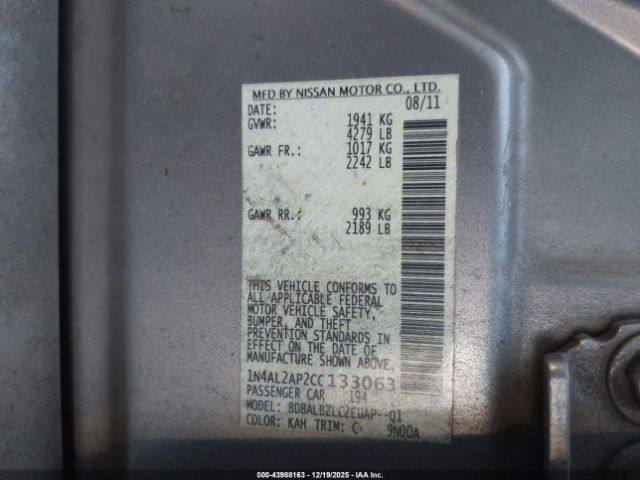 MFD BY NISSAN MOTOR CO., LTD.
DATE: 08/11
GVWR: 1941 KG
4279 LB
GAWR FR.: 1017 KG
2242 LB
GAWR RR.: 993 KG
2189 LB
THIS VEHICLE CONFORMS TO
ALL APPLICABLE FEDERAL
MOTOR VEHICLE SAFETY,
BUMPER, AND THEFT
PREVENTION STANDARDS IN
EFFECT ON THE DATE OF
MANUFACTURE SHOWN ABOVE.
1N4AL2AP2CC133063
PASSENGER CAR 194
MODEL: BDBALBZLC2EUAP--Q1
COLOR: KAH TRIM: C 9N00A
000-43988163 - 12/19/2025 - IAA Inc.